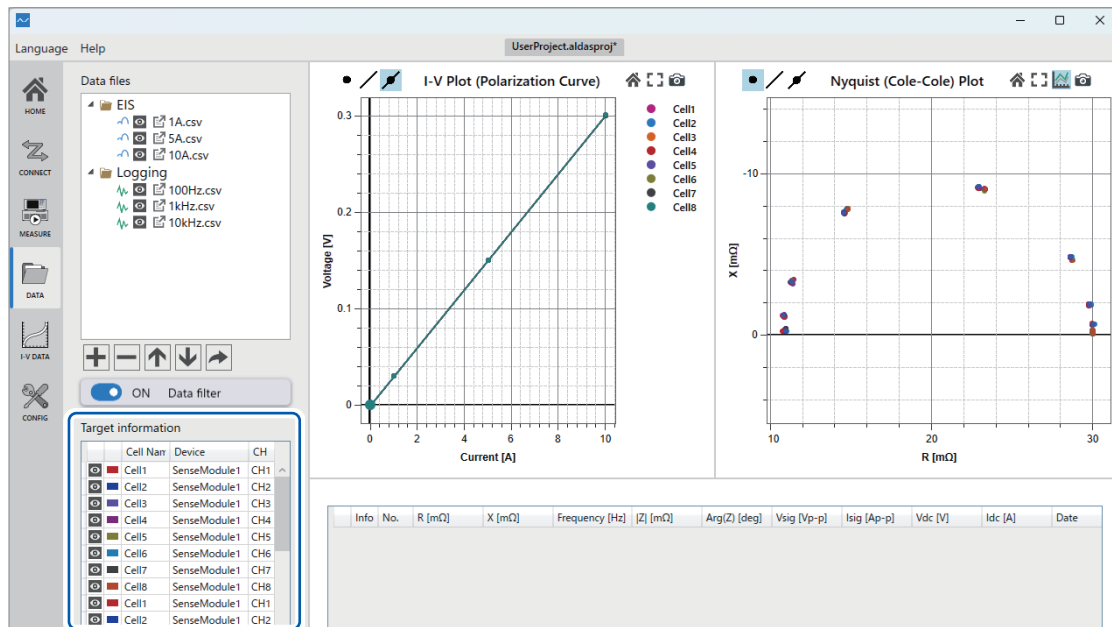 Language Help
UserProject.aldasproj*
HOME
CONNECT
MEASURE
DATA
I-V DATA
CONFIG
Data files
EIS
1A.csv
5A.csv
10A.csv
Logging
100Hz.csv
1kHz.csv
10kHz.csv
ON Data filter
Target information
Cell Nam Device CH
Cell1 SenseModule1 CH1
Cell2 SenseModule1 CH2
Cell3 SenseModule1 CH3
Cell4 SenseModule1 CH4
Cell5 SenseModule1 CH5
Cell6 SenseModule1 CH6
Cell7 SenseModule1 CH7
Cell8 SenseModule1 CH8
Cell1 SenseModule1 CH1
Cell2 SenseModule1 CH2
I-V Plot (Polarization Curve)
Voltage [V]
0.3
0.2
0.1
0
0 2 4 6 8 10
Current [A]
Cell1
Cell2
Cell3
Cell4
Cell5
Cell6
Cell7
Cell8
Nyquist (Cole-Cole) Plot
X [mΩ]
-10
0
10 20 30
R [mΩ]
Info No. R [mΩ] X [mΩ] Frequency [Hz] |Z| [mΩ] Arg(Z) [deg] Vsig [Vp-p] Isig [Ap-p] Vdc [V] Idc [A] Date